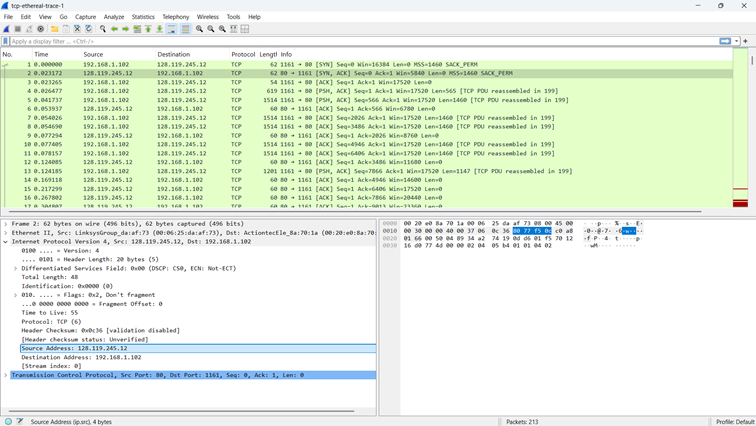 tcp-ethereal-trace-1
File Edit View Go Capture Analyze Statistics Telephony Wireless Tools Help
Apply a display filter ... <Ctrl-/>
No. Time Source Destination Protocol Length Info
1 0.000000 192.168.1.102 128.119.245.12 TCP 62 1161 → 80 [SYN] Seq=0 Win=16384 Len=0 MSS=1460 SACK_PERM
2 0.023172 128.119.245.12 192.168.1.102 TCP 62 80 → 1161 [SYN, ACK] Seq=0 Ack=1 Win=5840 Len=0 MSS=1460 SACK_PERM
3 0.023265 192.168.1.102 128.119.245.12 TCP 54 1161 → 80 [ACK] Seq=1 Ack=1 Win=17520 Len=0
4 0.026477 192.168.1.102 128.119.245.12 TCP 619 1161 → 80 [PSH, ACK] Seq=1 Ack=1 Win=17520 Len=565 [TCP PDU reassembled in 199]
5 0.041737 192.168.1.102 128.119.245.12 TCP 1514 1161 → 80 [PSH, ACK] Seq=566 Ack=1 Win=17520 Len=1460 [TCP PDU reassembled in 199]
6 0.053937 128.119.245.12 192.168.1.102 TCP 60 80 → 1161 [ACK] Seq=1 Ack=566 Win=6780 Len=0
7 0.054026 192.168.1.102 128.119.245.12 TCP 1514 1161 → 80 [ACK] Seq=2026 Ack=1 Win=17520 Len=1460 [TCP PDU reassembled in 199]
8 0.054690 192.168.1.102 128.119.245.12 TCP 1514 1161 → 80 [ACK] Seq=3486 Ack=1 Win=17520 Len=1460 [TCP PDU reassembled in 199]
9 0.077294 128.119.245.12 192.168.1.102 TCP 60 80 → 1161 [ACK] Seq=1 Ack=2026 Win=8760 Len=0
10 0.077405 192.168.1.102 128.119.245.12 TCP 1514 1161 → 80 [ACK] Seq=4946 Ack=1 Win=17520 Len=1460 [TCP PDU reassembled in 199]
11 0.078157 192.168.1.102 128.119.245.12 TCP 1514 1161 → 80 [ACK] Seq=6406 Ack=1 Win=17520 Len=1460 [TCP PDU reassembled in 199]
12 0.124085 128.119.245.12 192.168.1.102 TCP 60 80 → 1161 [ACK] Seq=1 Ack=3486 Win=11680 Len=0
13 0.124185 192.168.1.102 128.119.245.12 TCP 1201 1161 → 80 [PSH, ACK] Seq=7866 Ack=1 Win=17520 Len=1147 [TCP PDU reassembled in 199]
14 0.169118 128.119.245.12 192.168.1.102 TCP 60 80 → 1161 [ACK] Seq=1 Ack=4946 Win=14600 Len=0
15 0.217299 128.119.245.12 192.168.1.102 TCP 60 80 → 1161 [ACK] Seq=1 Ack=6406 Win=17520 Len=0
16 0.267802 128.119.245.12 192.168.1.102 TCP 60 80 → 1161 [ACK] Seq=1 Ack=7866 Win=20440 Len=0
Frame 2: 62 bytes on wire (496 bits), 62 bytes captured (496 bits)
Ethernet II, Src: LinksysGroup_da:af:73 (00:06:25:da:af:73), Dst: ActiontecEle_8a:70:1a (00:20:e0:8a:70:
Internet Protocol Version 4, Src: 128.119.245.12, Dst: 192.168.1.102
0100 .... = Version: 4
.... 0101 = Header Length: 20 bytes (5)
Differentiated Services Field: 0x00 (DSCP: CS0, ECN: Not-ECT)
Total Length: 48
Identification: 0x0000 (0)
010. .... = Flags: 0x2, Don't fragment
...0 0000 0000 0000 = Fragment Offset: 0
Time to Live: 55
Protocol: TCP (6)
Header Checksum: 0x0c36 [validation disabled]
[Header checksum status: Unverified]
Source Address: 128.119.245.12
Destination Address: 192.168.1.102
[Stream index: 0]
Transmission Control Protocol, Src Port: 80, Dst Port: 1161, Seq: 0, Ack: 1, Len: 0
0000 00 20 e0 8a 70 1a 00 06 25 da af 73 08 00 45 00
0010 00 30 00 00 40 00 37 06 0c 36 80 77 f5 0c c0 a8
0020 01 66 00 50 04 89 34 a2 74 19 0d d6 01 f5 70 12
0030 16 d0 77 4d 00 00 02 04 05 b4 01 01 04 02
Source Address (ip.src), 4 bytes
Packets: 213
Profile: Default